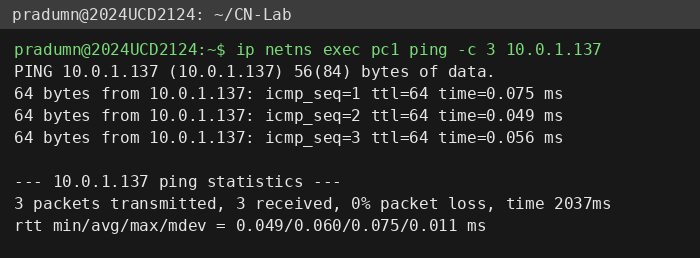 pradumn@2024UCD2124: ~/CN-Lab
pradumn@2024UCD2124:~$ ip netns exec pc1 ping -c 3 10.0.1.137
PING 10.0.1.137 (10.0.1.137) 56(84) bytes of data.
64 bytes from 10.0.1.137: icmp_seq=1 ttl=64 time=0.075 ms
64 bytes from 10.0.1.137: icmp_seq=2 ttl=64 time=0.049 ms
64 bytes from 10.0.1.137: icmp_seq=3 ttl=64 time=0.056 ms
--- 10.0.1.137 ping statistics ---
3 packets transmitted, 3 received, 0% packet loss, time 2037ms
rtt min/avg/max/mdev = 0.049/0.060/0.075/0.011 ms